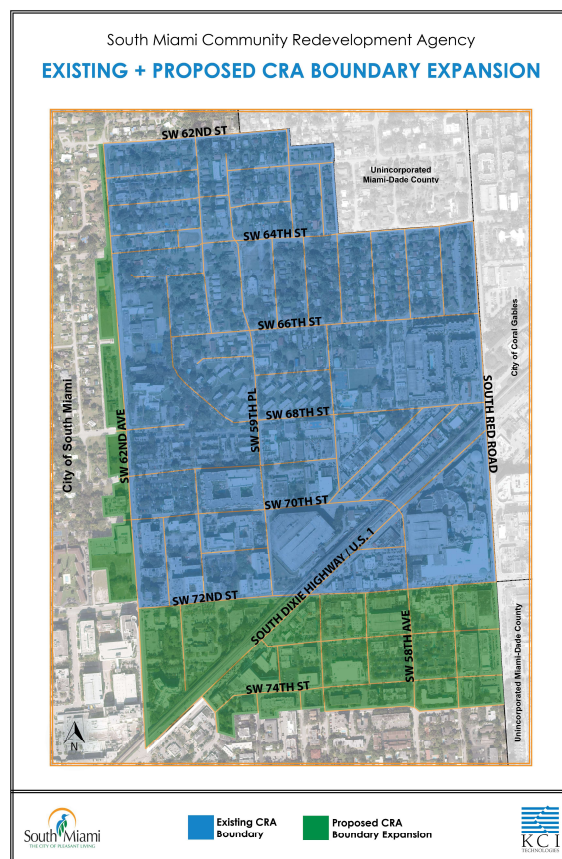 South Miami Community Redevelopment Agency
EXISTING + PROPOSED CRA BOUNDARY EXPANSION
SW 62ND ST
Unincorporated
Miami-Dade County
SW 64TH ST
City of Coral Gables
SW 66TH ST
City of South Miami
SW 62ND AVE
SW 59TH PL
SW 68TH ST
SOUTH RED ROAD
SW 70TH ST
SOUTH DIXIE HIGHWAY / U.S. 1
SW 72ND ST
SW 58TH AVE
Unincorporated Miami-Dade County
SW 74TH ST
N
South Miami
THE CITY OF PLEASANT LIVING
Existing CRA
Boundary
Proposed CRA
Boundary Expansion
KCI
TECHNOLOGIES